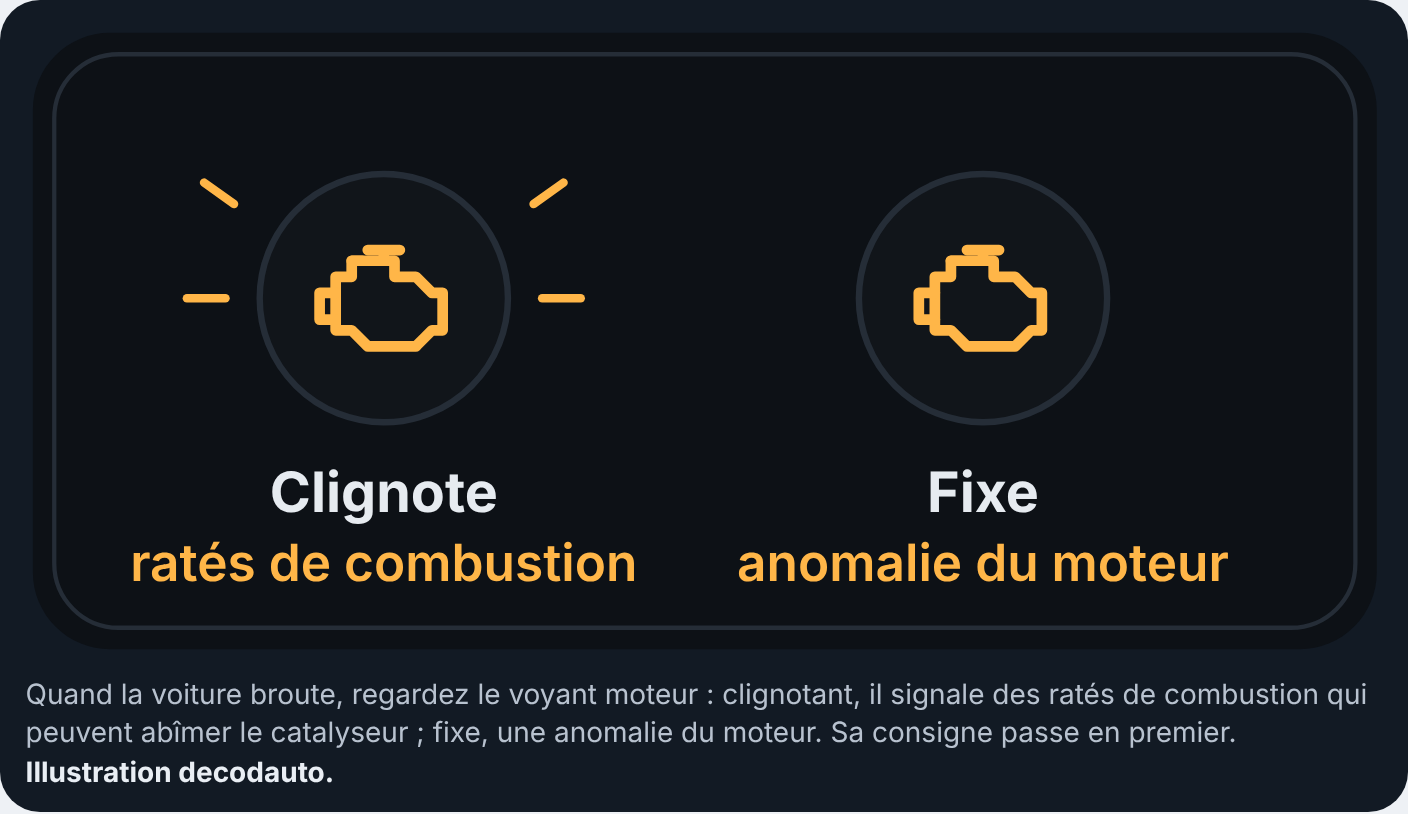 Clignote
Fixe
ratés de combustion
anomalie du moteur
Quand la voiture broute, regardez le voyant moteur : clignotant, il signale des ratés de combustion qui
peuvent abîmer le catalyseur ; fixe, une anomalie du moteur. Sa consigne passe en premier.
Illustration decodauto.